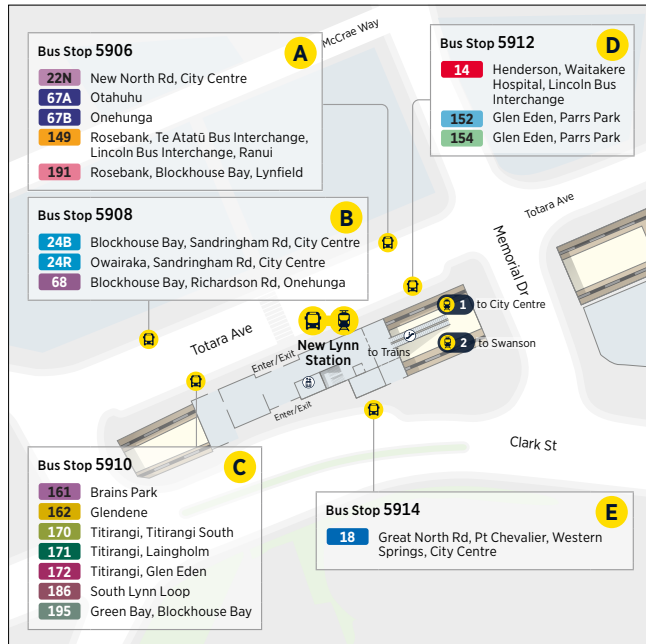 McCrae Way
Bus Stop 5906
A
22N New North Rd, City Centre
67A Otahuhu
67B Onehunga
149 Rosebank, Te Atatū Bus Interchange,
Lincoln Bus Interchange, Ranui
191 Rosebank, Blockhouse Bay, Lynfield
Bus Stop 5912
D
14 Henderson, Waitakere
Hospital, Lincoln Bus
Interchange
152 Glen Eden, Parrs Park
154 Glen Eden, Parrs Park
Bus Stop 5908
B
24B Blockhouse Bay, Sandringham Rd, City Centre
24R Owairaka, Sandringham Rd, City Centre
68 Blockhouse Bay, Richardson Rd, Onehunga
Totara Ave
Memorial Dr
1 to City Centre
2 to Swanson
Totara Ave
New Lynn
Station
to Trains
Enter/Exit
Enter/Exit
Clark St
Bus Stop 5910
C
161 Brains Park
162 Glendene
170 Titirangi, Titirangi South
171 Titirangi, Laingholm
172 Titirangi, Glen Eden
186 South Lynn Loop
195 Green Bay, Blockhouse Bay
Bus Stop 5914
E
18 Great North Rd, Pt Chevalier, Western
Springs, City Centre